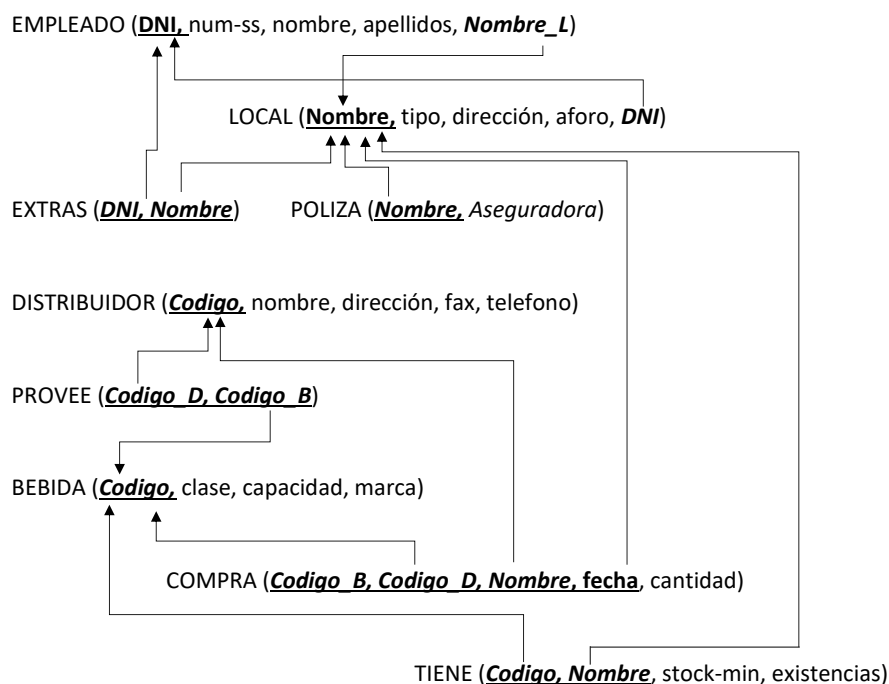 EMPLEADO (DNI, num-ss, nombre, apellidos, Nombre_L)
LOCAL (Nombre, tipo, dirección, aforo, DNI)
EXTRAS (DNI, Nombre) POLIZA (Nombre, Aseguradora)
DISTRIBUIDOR (Codigo, nombre, dirección, fax, telefono)
PROVEE (Codigo_D, Codigo_B)
BEBIDA (Codigo, clase, capacidad, marca)
COMPRA (Codigo_B, Codigo_D, Nombre, fecha, cantidad)
TIENE (Codigo, Nombre, stock-min, existencias)